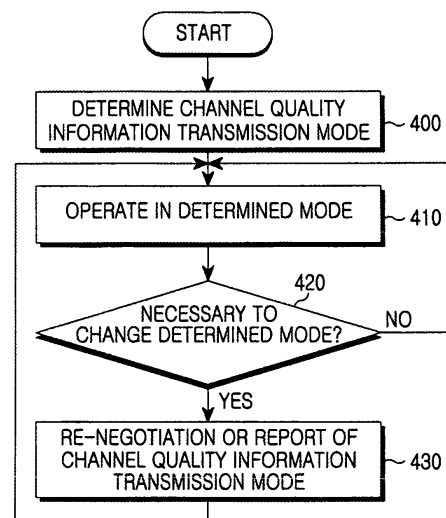 START
DETERMINE CHANNEL QUALITY
INFORMATION TRANSMISSION MODE
400
OPERATE IN DETERMINED MODE
410
420
NECESSARY TO
CHANGE DETERMINED MODE?
NO
YES
RE-NEGOTIATION OR REPORT OF
CHANNEL QUALITY INFORMATION
TRANSMISSION MODE
430